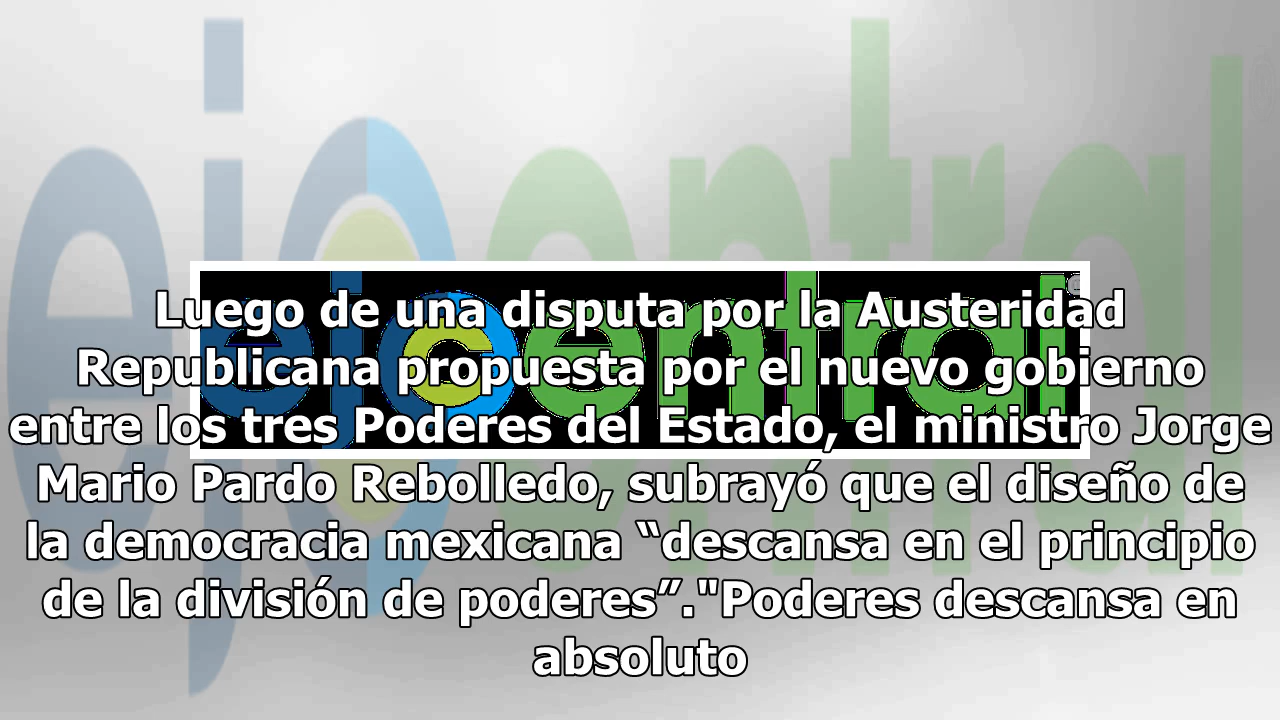 ejecentral
Luego de una disputa por la Austeridad
Republicana propuesta por el nuevo gobierno
entre los tres Poderes del Estado, el ministro Jorge
Mario Pardo Rebolledo, subrayó que el diseño de
la democracia mexicana “descansa en el principio
de la división de poderes”."Poderes descansa en
absoluto